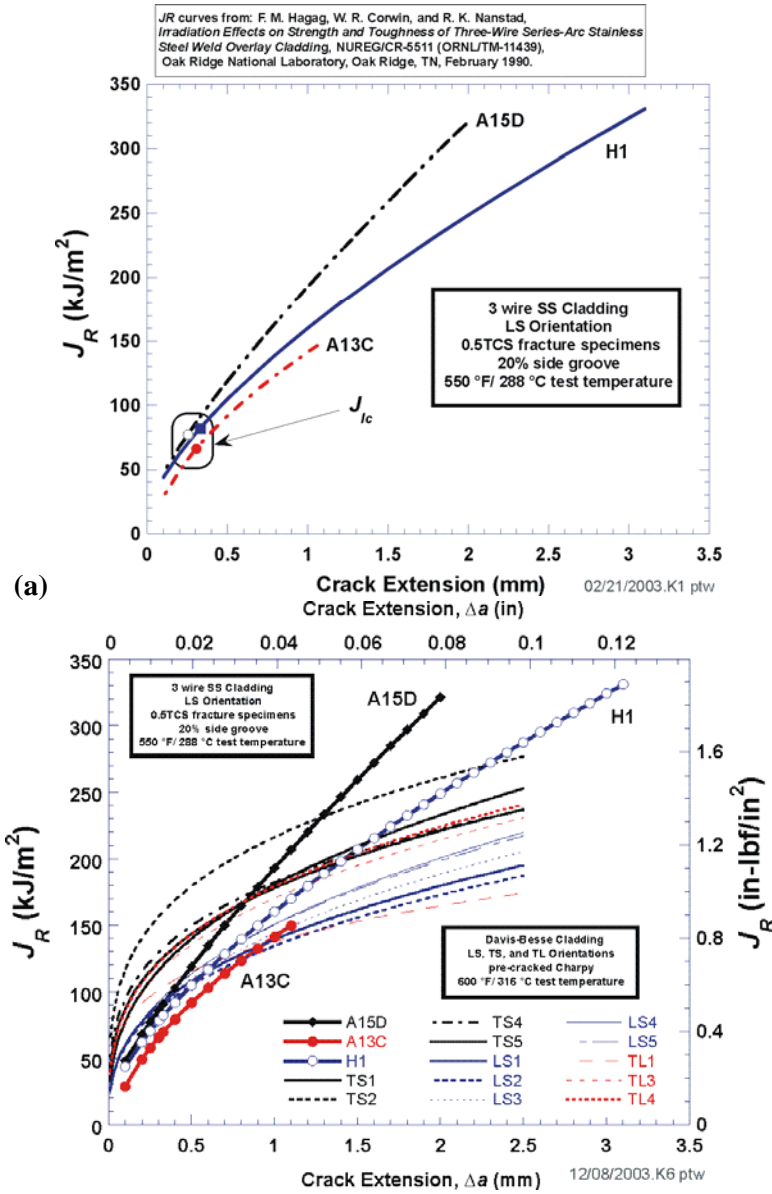 JR curves from: F. M. Hagag, W. R. Corwin, and R. K. Nanstad,
Irradiation Effects on Strength and Toughness of Three-Wire Series-Arc Stainless
Steel Weld Overlay Cladding, NUREG/CR-5511 (ORNL/TM-11439),
Oak Ridge National Laboratory, Oak Ridge, TN, February 1990.
350
300
250
200
150
100
50
0
J_R (kJ/m²)
A15D
H1
A13C
J_Ic
3 wire SS Cladding
LS Orientation
0.5TCS fracture specimens
20% side groove
550 °F/ 288 °C test temperature
0 0.5 1 1.5 2 2.5 3 3.5
(a)
Crack Extension (mm)
02/21/2003.K1 ptw
Crack Extension, Δa (in)
0 0.02 0.04 0.06 0.08 0.1 0.12
350
300
250
200
150
100
50
0
J_R (kJ/m²)
3 wire SS Cladding
LS Orientation
0.5TCS fracture specimens
20% side groove
550 °F/ 288 °C test temperature
A15D
H1
A13C
1.6
1.2
0.8
0.4
0
J_R (in-lbf/in²)
Davis-Besse Cladding
LS, TS, and TL Orientations
pre-cracked Charpy
600 °F/ 316 °C test temperature
A15D TS4 LS4
A13C TS5 LS5
H1 LS1 TL1
TS1 LS2 TL3
TS2 LS3 TL4
0 0.5 1 1.5 2 2.5 3 3.5
Crack Extension, Δa (mm)
12/08/2003.K6 ptw